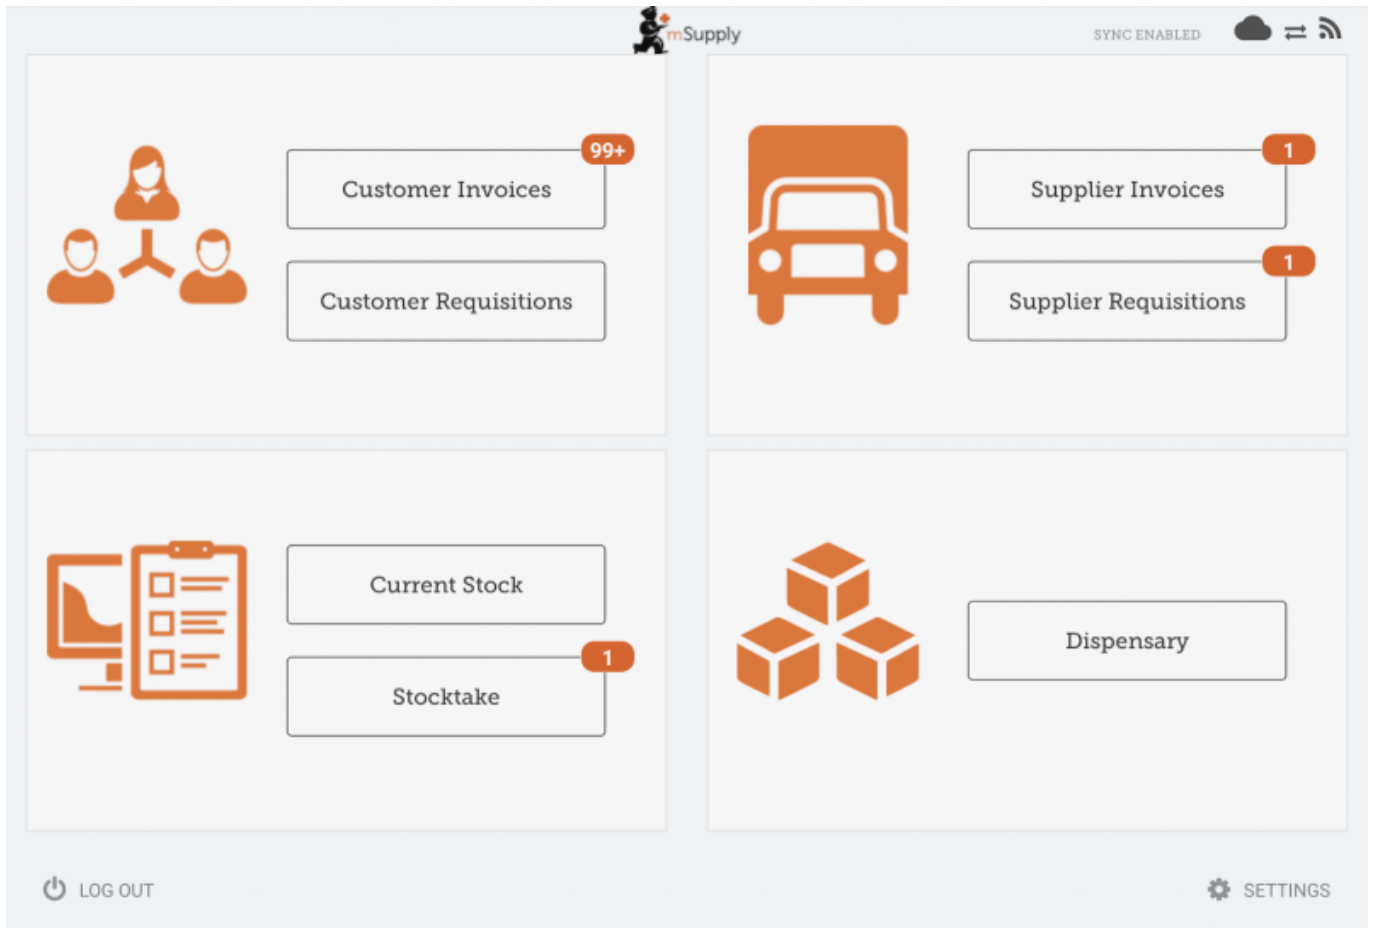 mSupply
SYNC ENABLED
99+
Customer Invoices
Customer Requisitions
1
Supplier Invoices
1
Supplier Requisitions
Current Stock
1
Stocktake
Dispensary
LOG OUT
SETTINGS